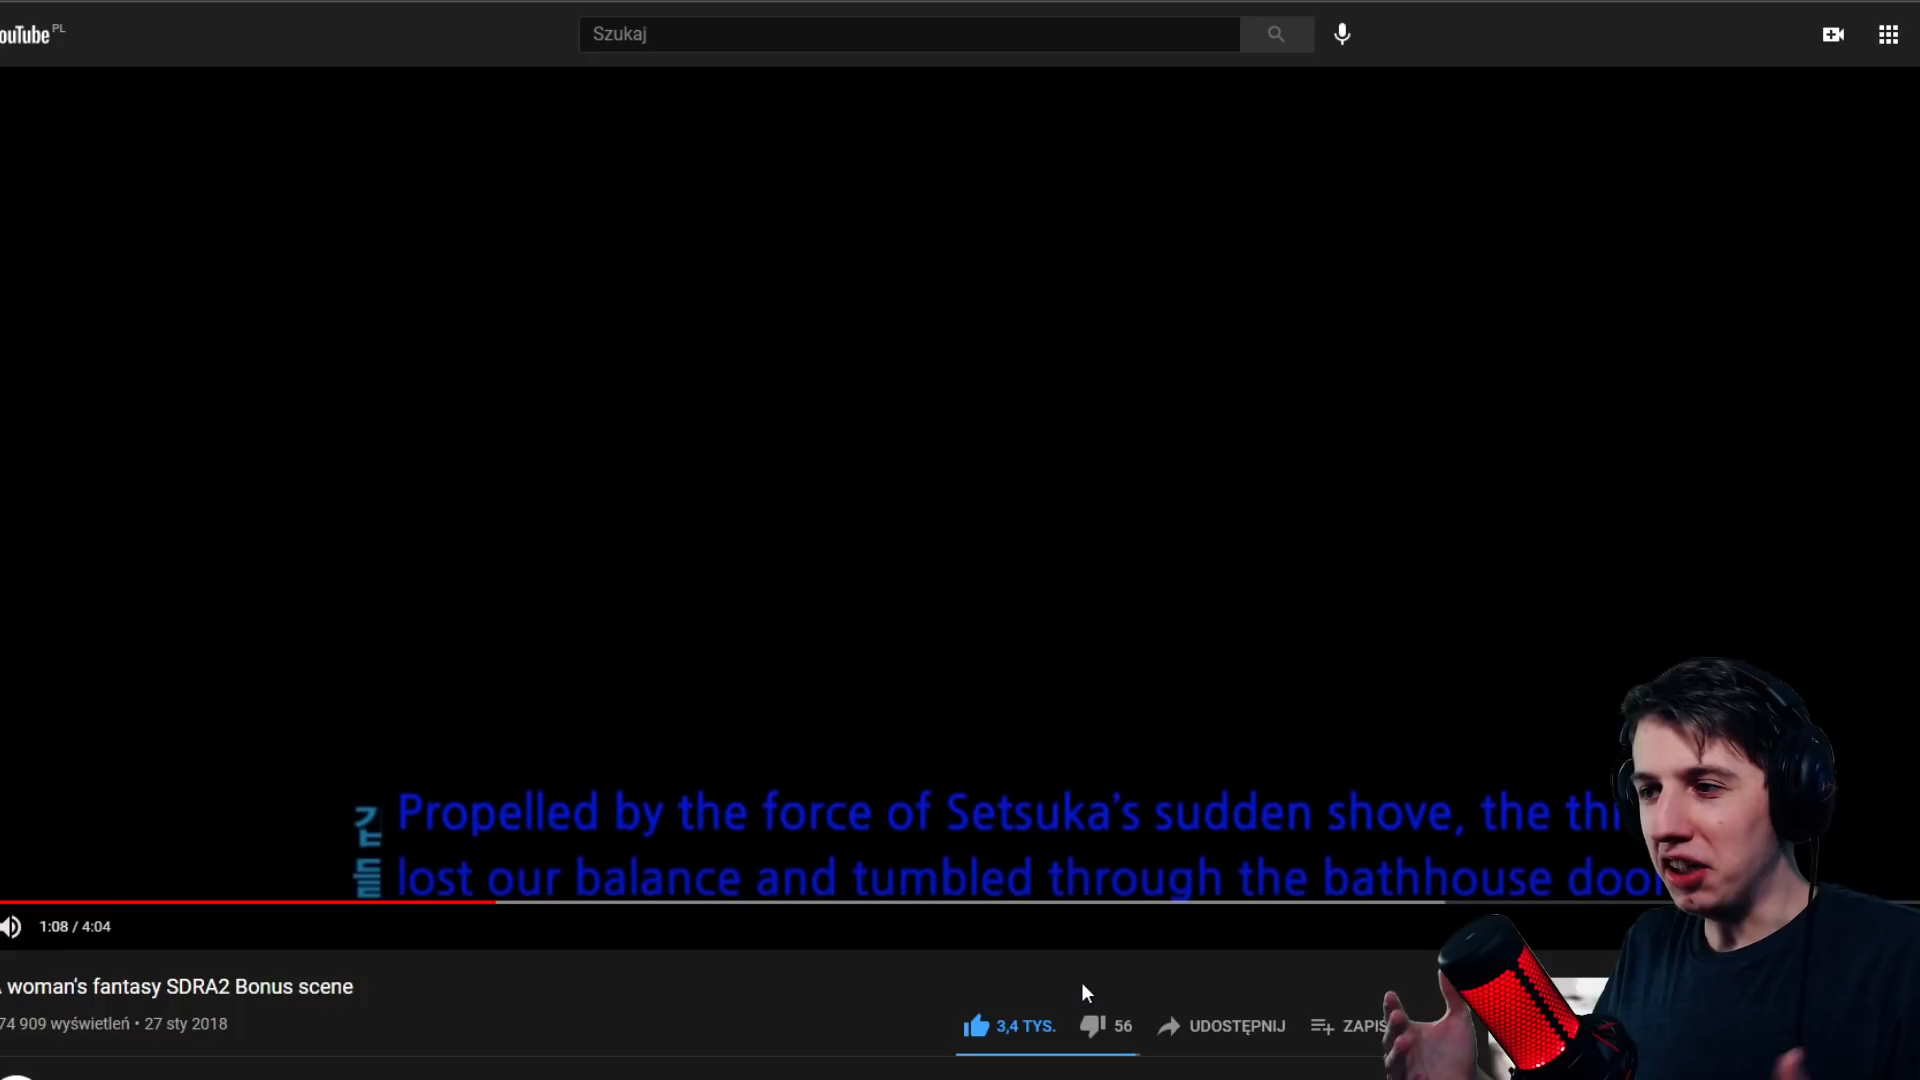 ouTube PL
Szukaj
Propelled by the force of Setsuka's sudden shove, the
lost our balance and tumbled through the bathhouse
1:08 / 4:04
woman's fantasy SDRA2 Bonus scene
74 909 wyświetleń • 27 sty 2018
3,4 TYS.
56
UDOSTĘPNIJ
ZAPIS